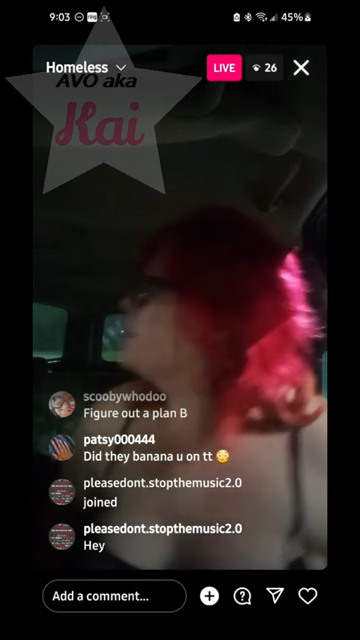 9:03
45%
Homeless
LIVE
26
AVO aka
Kai
scoobywhodoo
Figure out a plan B
patsy000444
Did they banana u on tt 😳
pleasedont.stopthemusic2.0
joined
pleasedont.stopthemusic2.0
Hey
Add a comment...